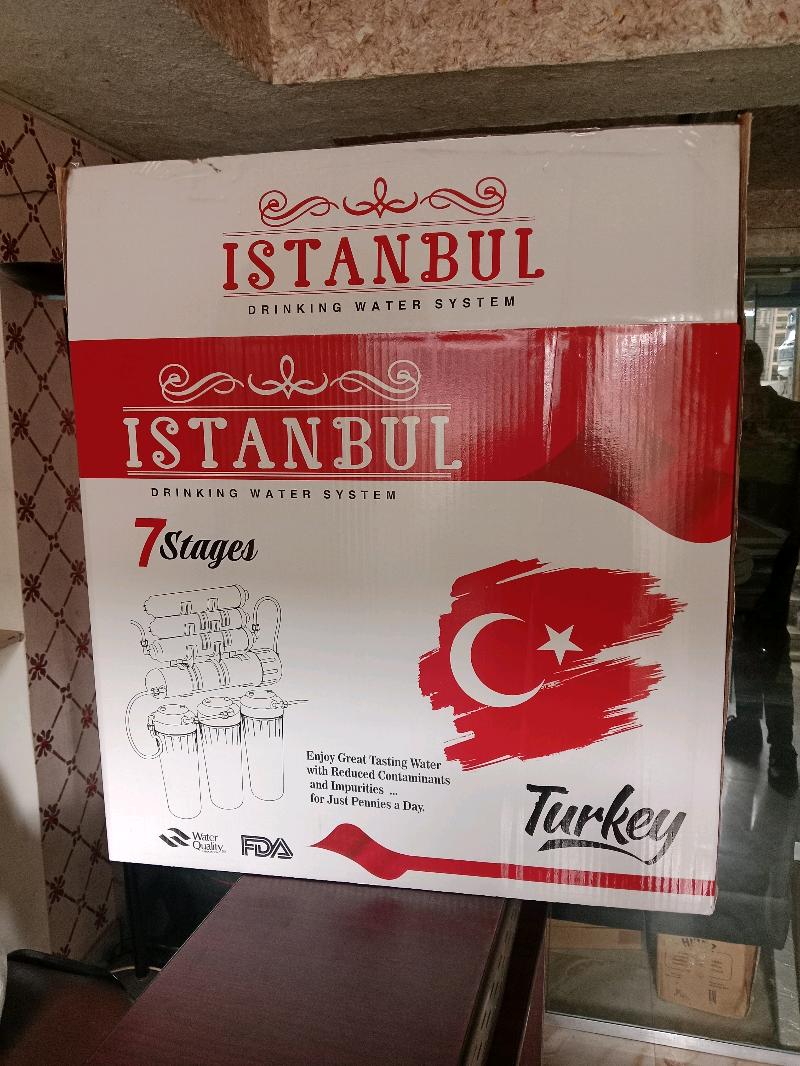 ISTANBUL
DRINKING WATER SYSTEM
ISTANBUL
DRINKING WATER SYSTEM
7 Stages
Enjoy Great Tasting Water
with Reduced Contaminants
and Impurities ...
for Just Pennies a Day.
Turkey
Water
Quality
FDA